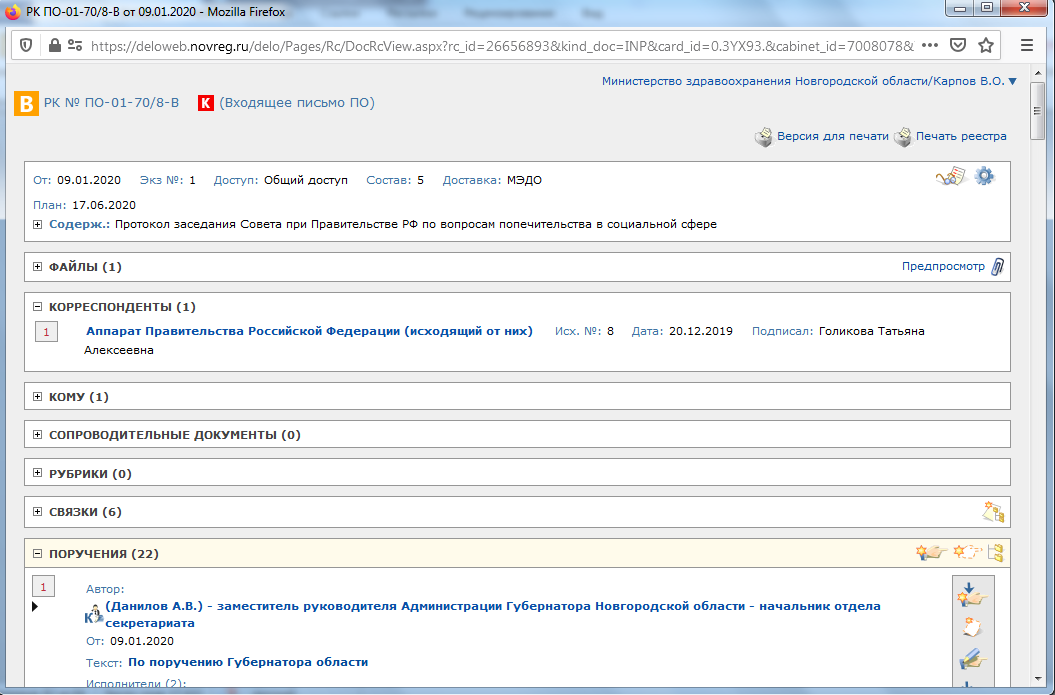 РК ПО-01-70/8-В от 09.01.2020 - Mozilla Firefox
https://deloweb.novreg.ru/delo/Pages/Rc/DocRcView.aspx?rc_id=26656893&kind_doc=INP&card_id=0.3YX93.&cabinet_id=7008078&
Министерство здравоохранения Новгородской области/Карпов В.О.
В РК № ПО-01-70/8-В К (Входящее письмо ПО)
Версия для печати Печать реестра
От: 09.01.2020 Экз №: 1 Доступ: Общий доступ Состав: 5 Доставка: МЭДО
План: 17.06.2020
Содерж.: Протокол заседания Совета при Правительстве РФ по вопросам попечительства в социальной сфере
ФАЙЛЫ (1) Предпросмотр
КОРРЕСПОНДЕНТЫ (1)
1 Аппарат Правительства Российской Федерации (исходящий от них) Исх. №: 8 Дата: 20.12.2019 Подписал: Голикова Татьяна
Алексеевна
КОМУ (1)
СОПРОВОДИТЕЛЬНЫЕ ДОКУМЕНТЫ (0)
РУБРИКИ (0)
СВЯЗКИ (6)
ПОРУЧЕНИЯ (22)
1 Автор:
К (Данилов А.В.) - заместитель руководителя Администрации Губернатора Новгородской области - начальник отдела
секретариата
От: 09.01.2020
Текст: По поручению Губернатора области
Исполнители (2):